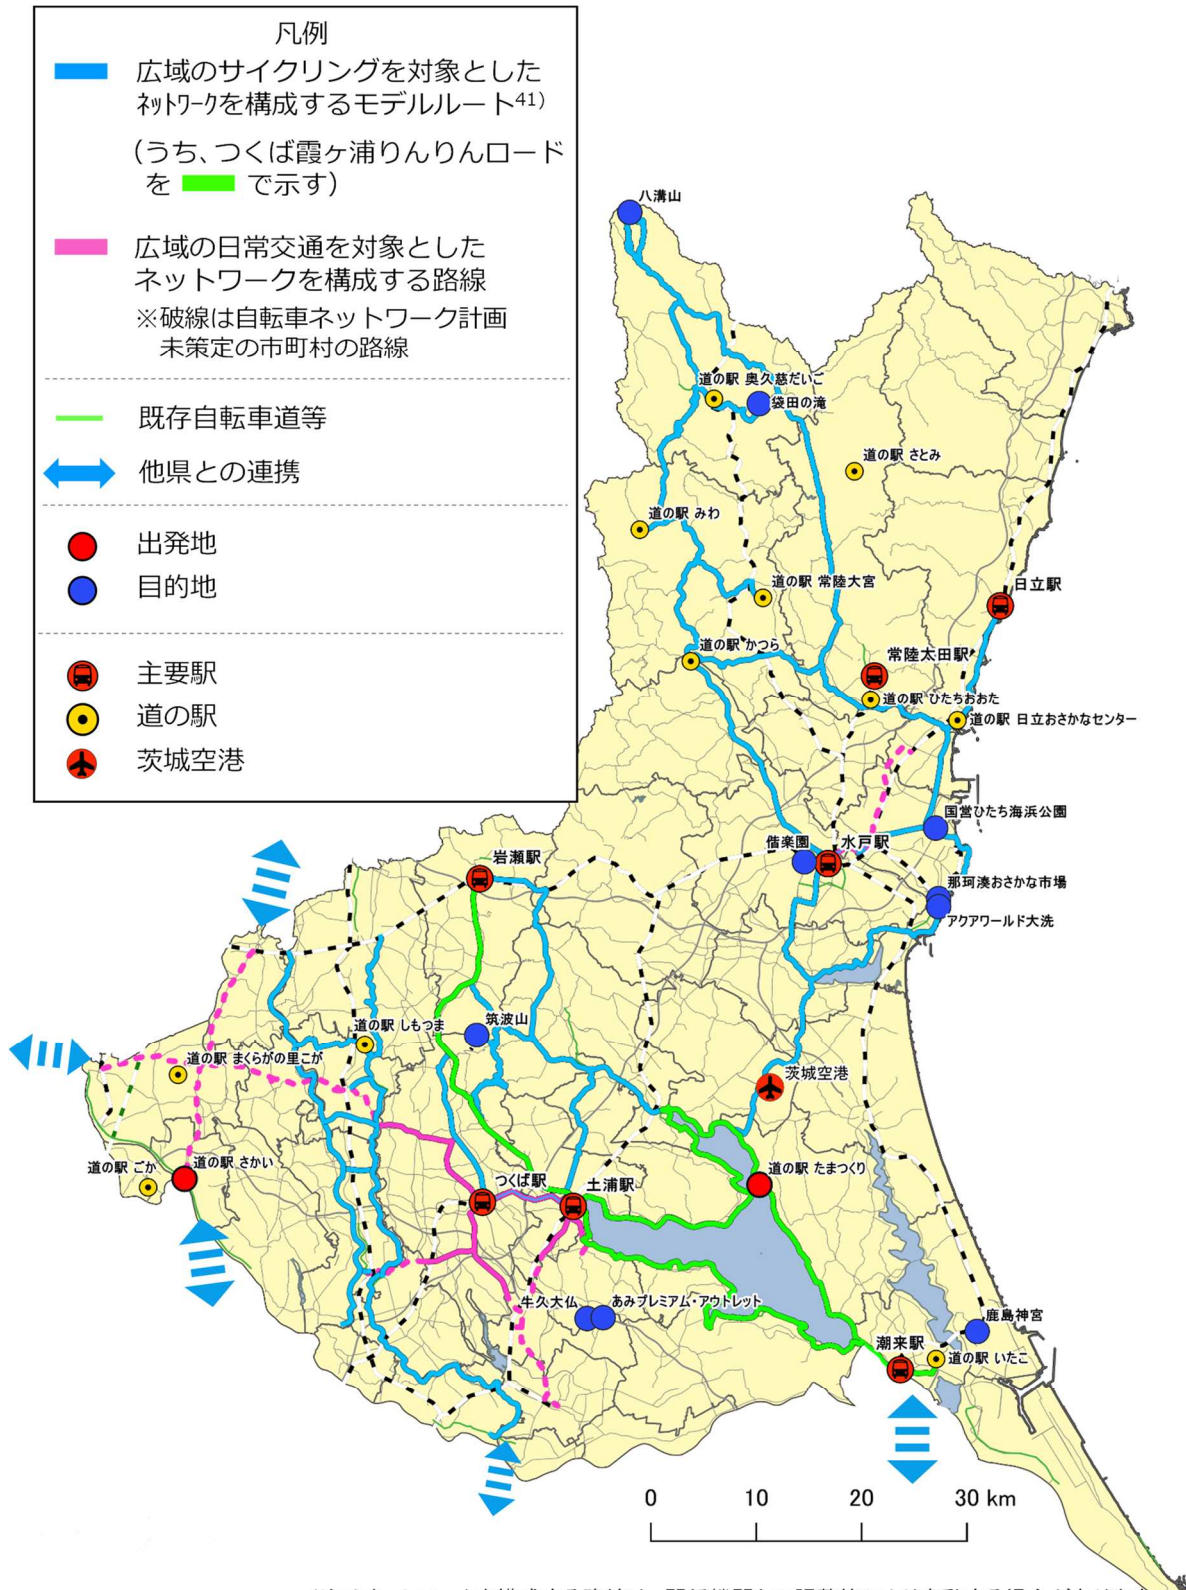 凡例
広域のサイクリングを対象とした
ﾈｯﾄﾜｰｸを構成するモデルルート41)
(うち、つくば霞ヶ浦りんりんロード
を で示す)
広域の日常交通を対象とした
ネットワークを構成する路線
※破線は自転車ネットワーク計画
未策定の市町村の路線
既存自転車道等
他県との連携
出発地
目的地
主要駅
道の駅
茨城空港
八溝山
道の駅 奥久慈だいご
袋田の滝
道の駅 さとみ
道の駅 みわ
道の駅 常陸大宮
日立駅
道の駅 かつら
常陸太田駅
道の駅 ひたちおおた
道の駅 日立おさかなセンター
国営ひたち海浜公園
偕楽園
水戸駅
岩瀬駅
那珂湊おさかな市場
アクアワールド大洗
筑波山
道の駅 しもつま
道の駅 まくらがの里こが
茨城空港
道の駅 ごか
道の駅 さかい
つくば駅
土浦駅
道の駅 たまつくり
牛久大仏
あみプレミアム・アウトレット
鹿島神宮
潮来駅
道の駅 いたこ
0 10 20 30 km